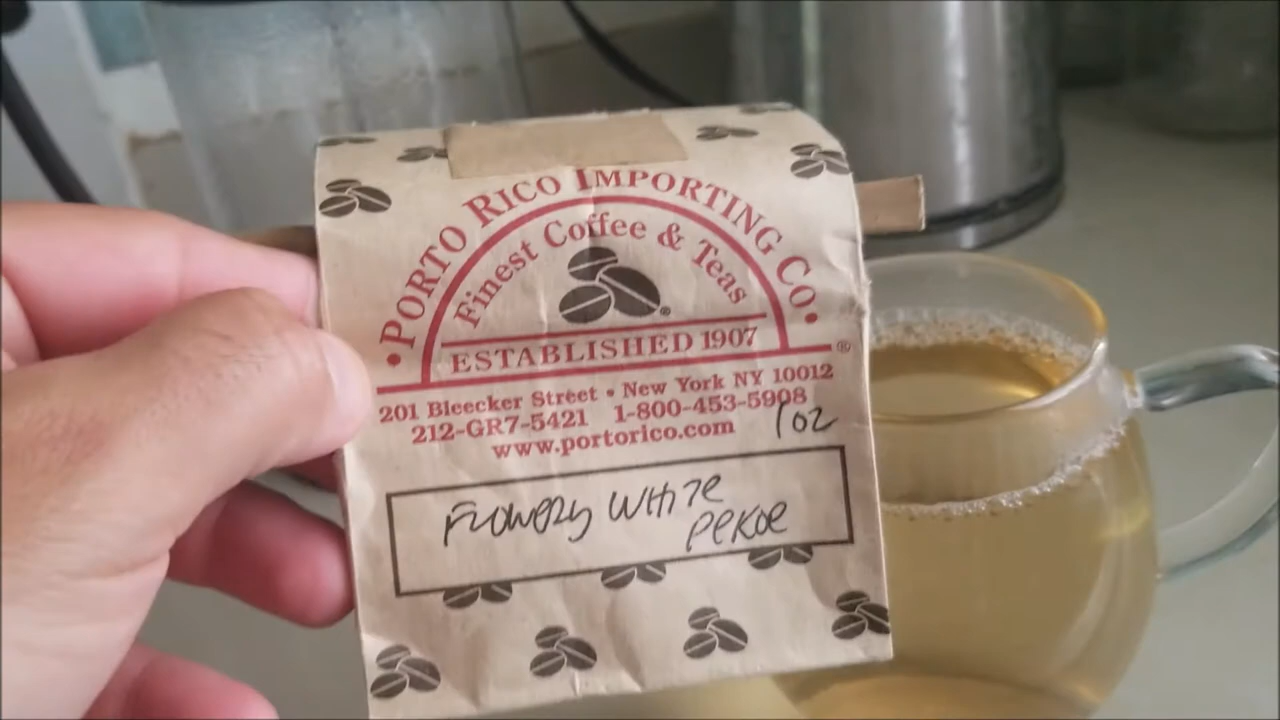 • PORTO RICO IMPORTING CO •
Finest Coffee & Teas
ESTABLISHED 1907
®
201 Bleecker Street • New York NY 10012
212-GR7-5421 1-800-453-5908
www.portorico.com
1oz
FLOWERy WHITE
PEKOE